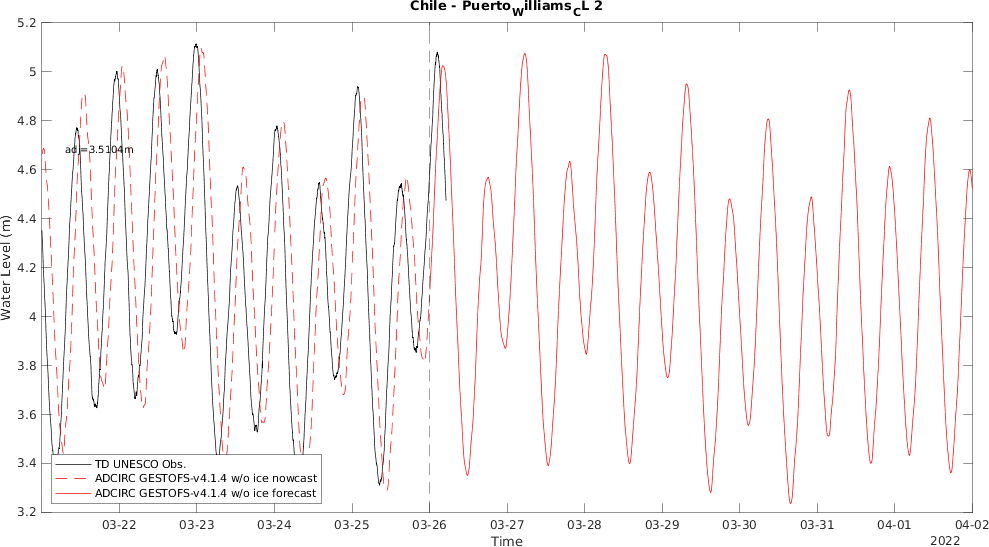 Chile - PuertoWilliamsCL 2
5.2
5
4.8
4.6
4.4
4.2
4
3.8
3.6
3.4
3.2
Water Level (m)
adj=3.5104m
TD UNESCO Obs.
ADCIRC GESTOFS-v4.1.4 w/o ice nowcast
ADCIRC GESTOFS-v4.1.4 w/o ice forecast
03-22 03-23 03-24 03-25 03-26 03-27 03-28 03-29 03-30 03-31 04-01 04-02
Time
2022